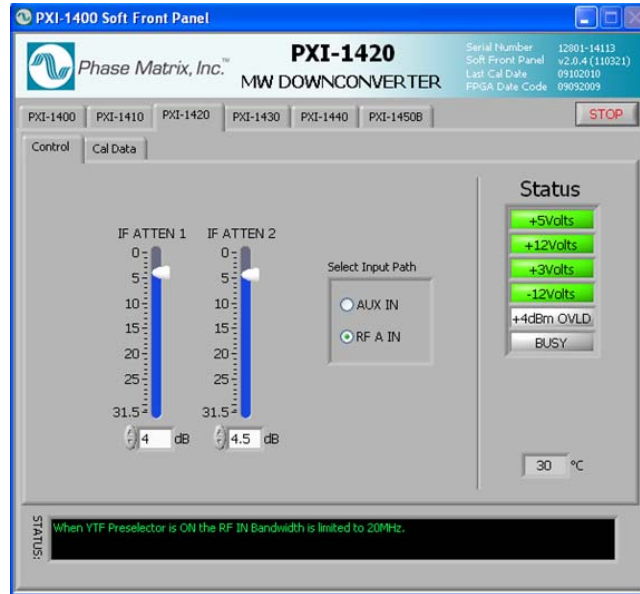 PXI-1400 Soft Front Panel
Phase Matrix, Inc.™
PXI-1420
MW DOWNCONVERTER
Serial Number 12801-14113
Soft Front Panel v2.0.4 (110321)
Last Cal Date 09102010
FPGA Date Code 09092009
PXI-1400 PXI-1410 PXI-1420 PXI-1430 PXI-1440 PXI-1450B STOP
Control Cal Data
IF ATTEN 1 IF ATTEN 2
0 0
5 5
10 10
15 15
20 20
25 25
31.5 31.5
4 dB 4.5 dB
Select Input Path
AUX IN
RF A IN
Status
+5Volts
+12Volts
+3Volts
-12Volts
+4dBm OVLD
BUSY
30 °C
STATUS:
When YTF Preselector is ON the RF IN Bandwidth is limited to 20MHz.